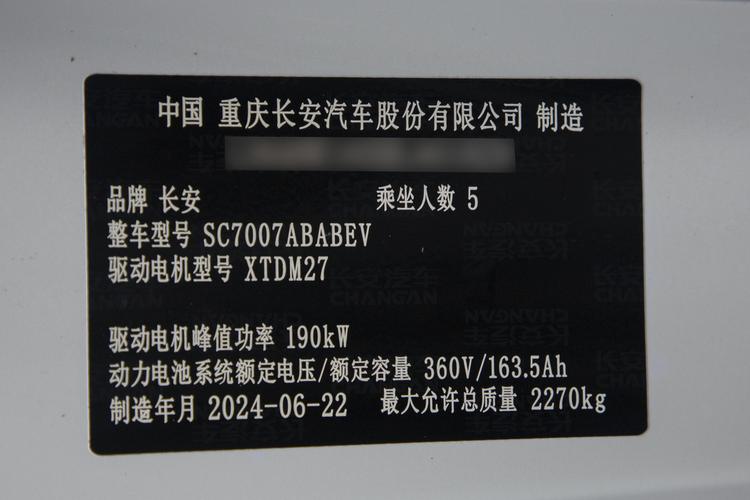 中国 重庆长安汽车股份有限公司 制造
品牌 长安 乘坐人数 5
整车型号 SC7007ABABEV
驱动电机型号 XTDM27
驱动电机峰值功率 190kW
动力电池系统额定电压/额定容量 360V/163.5Ah
制造年月 2024-06-22 最大允许总质量 2270kg